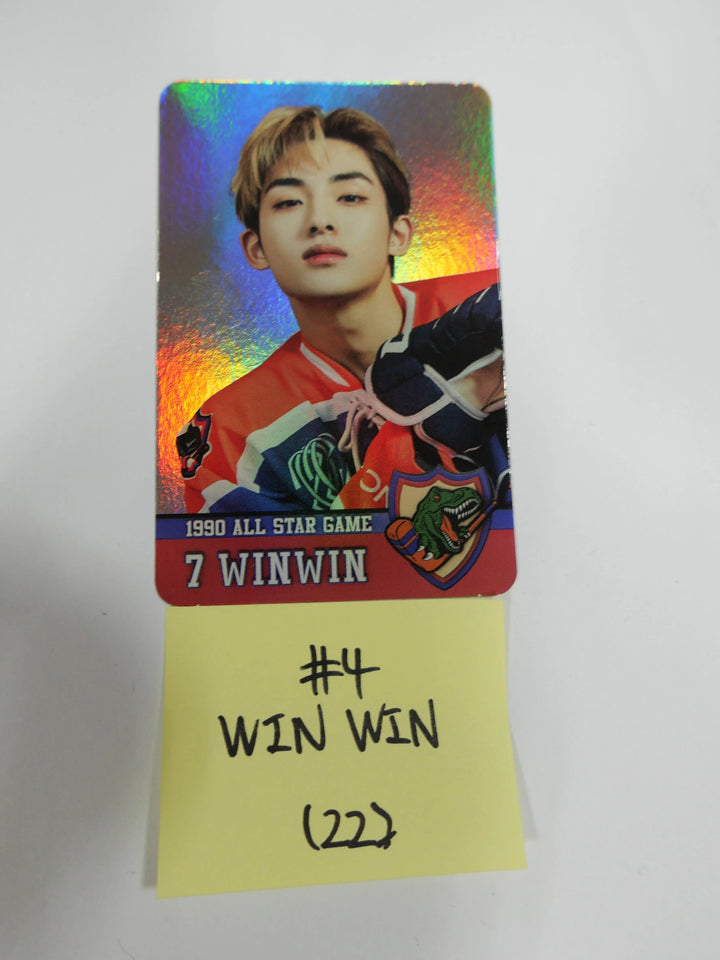 1990 ALL STAR GAME
7 WINWIN
#4
WIN WIN
(22)